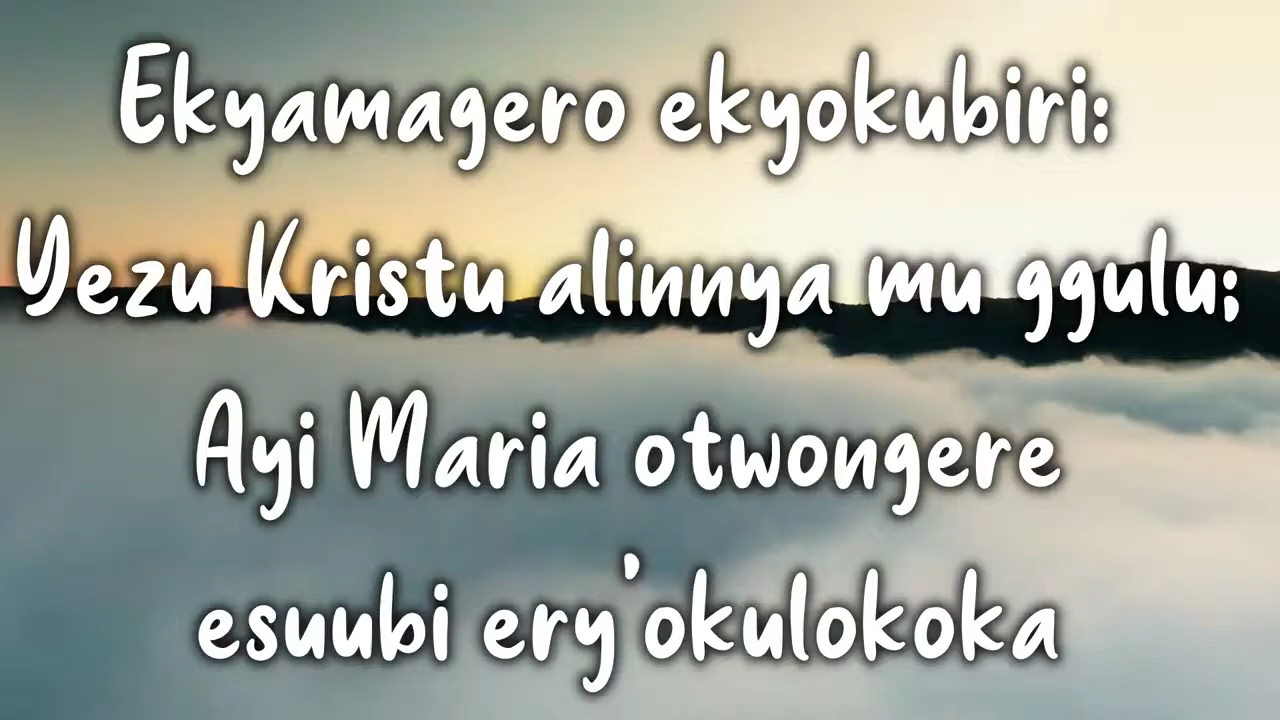 Ekyamagero ekyokubiri:
Yezu Kristu alinnya mu ggulu;
Ayi Maria otwongere
esuubi ery'okulokoka